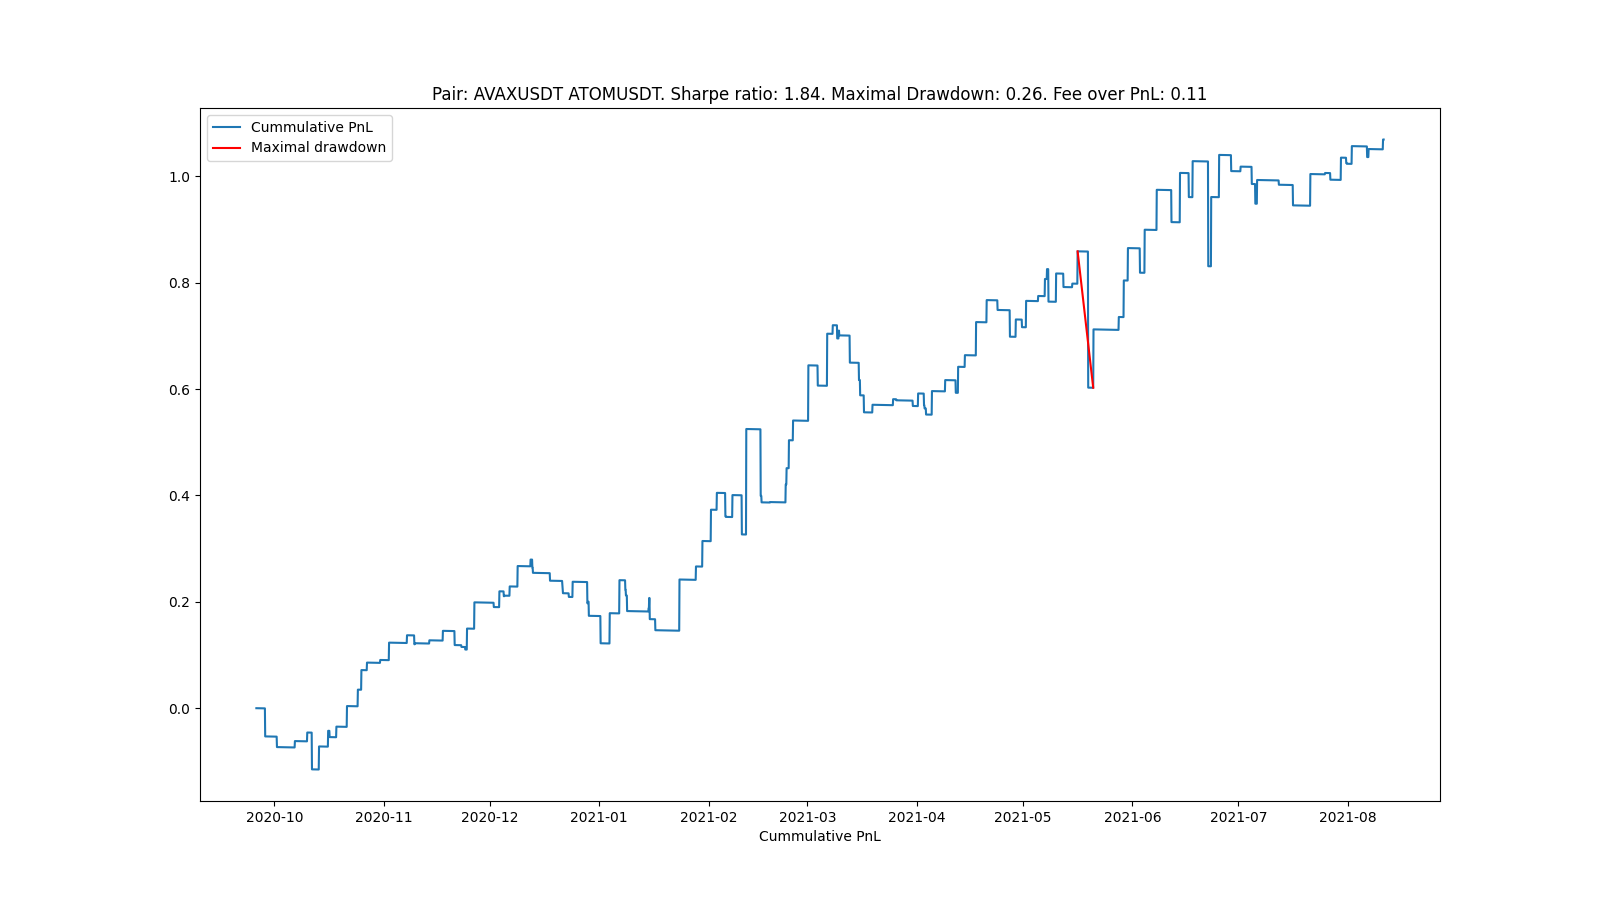 Pair: AVAXUSDT ATOMUSDT. Sharpe ratio: 1.84. Maximal Drawdown: 0.26. Fee over PnL: 0.11
Cummulative PnL
Maximal drawdown
1.0
0.8
0.6
0.4
0.2
0.0
2020-10 2020-11 2020-12 2021-01 2021-02 2021-03 2021-04 2021-05 2021-06 2021-07 2021-08
Cummulative PnL